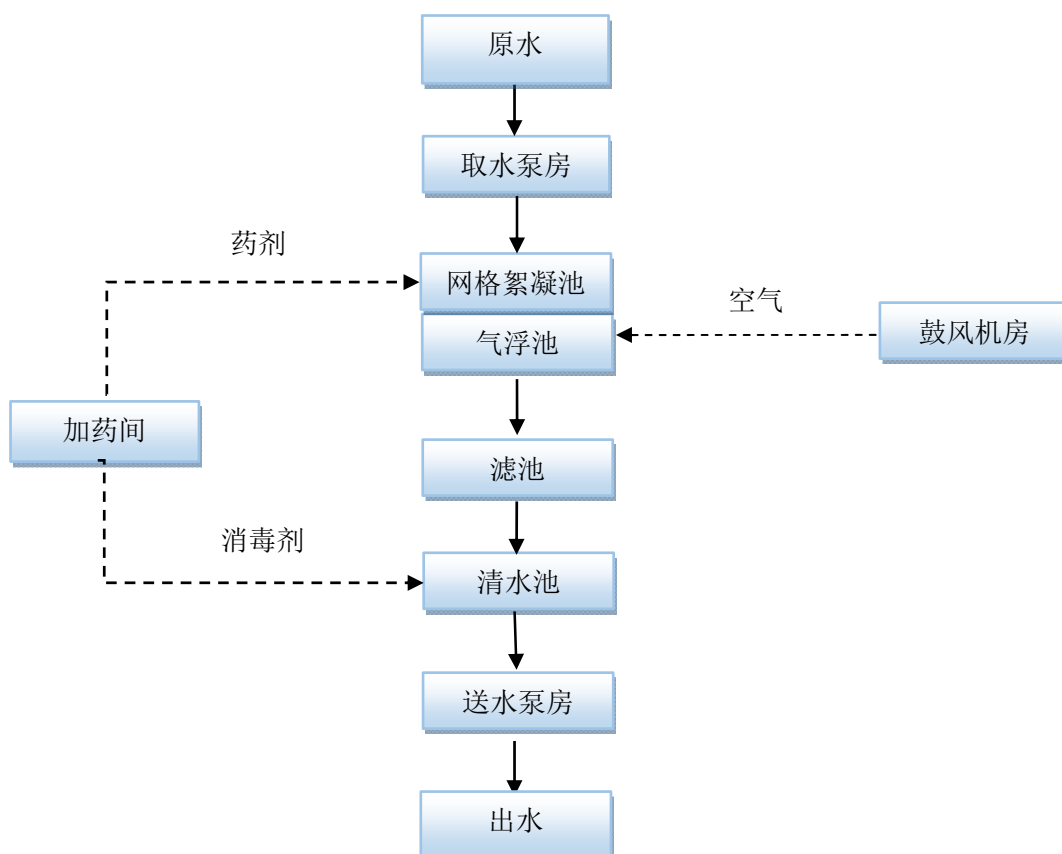 原水
取水泵房
药剂
网格絮凝池
空气
气浮池
鼓风机房
加药间
滤池
消毒剂
清水池
送水泵房
出水